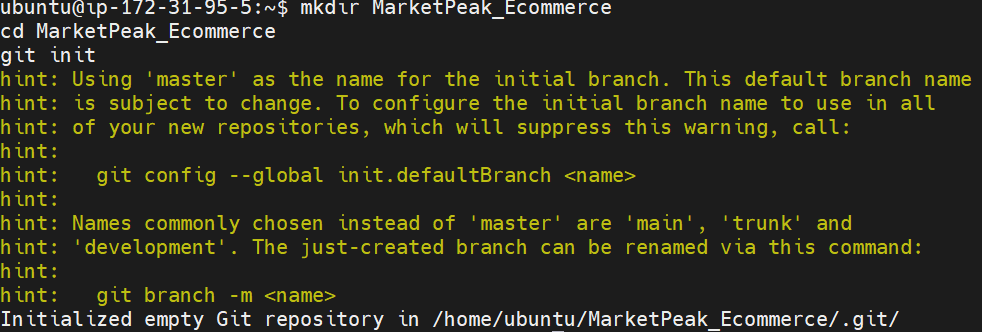 ubuntu@ip-172-31-95-5:~$ mkdir MarketPeak_Ecommerce
cd MarketPeak_Ecommerce
git init
hint: Using 'master' as the name for the initial branch. This default branch name
hint: is subject to change. To configure the initial branch name to use in all
hint: of your new repositories, which will suppress this warning, call:
hint:
hint:   git config --global init.defaultBranch <name>
hint:
hint: Names commonly chosen instead of 'master' are 'main', 'trunk' and
hint: 'development'. The just-created branch can be renamed via this command:
hint:
hint:   git branch -m <name>
Initialized empty Git repository in /home/ubuntu/MarketPeak_Ecommerce/.git/